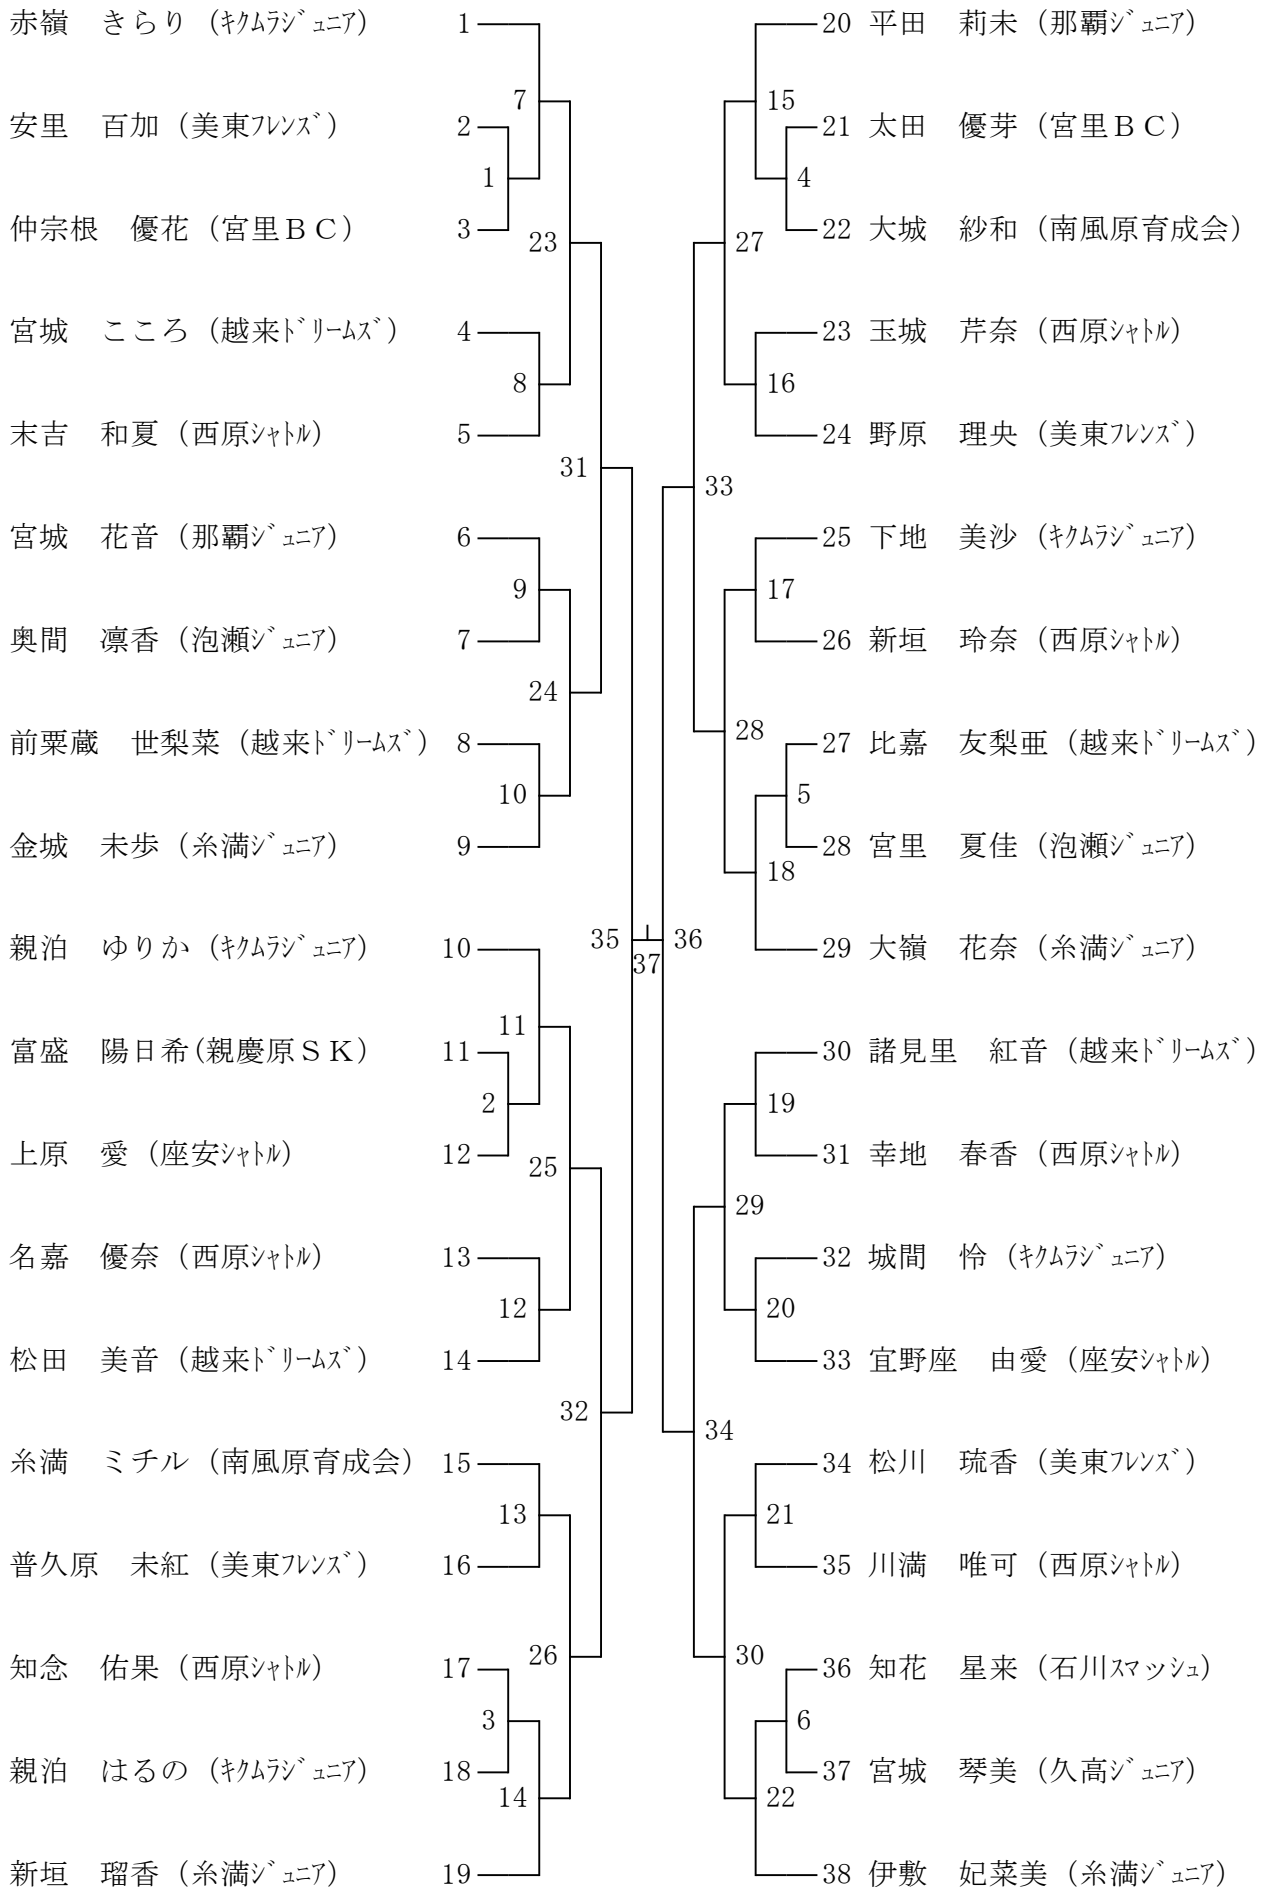 赤嶺　きらり（ｷｸﾑﾗｼﾞｭﾆｱ） 1
安里　百加（美東ﾌﾚﾝｽﾞ） 2
仲宗根　優花（宮里ＢＣ） 3
宮城　こころ（越来ﾄﾞﾘｰﾑｽﾞ） 4
末吉　和夏（西原ｼｬﾄﾙ） 5
宮城　花音（那覇ｼﾞｭﾆｱ） 6
奥間　凛香（泡瀬ｼﾞｭﾆｱ） 7
前粟蔵　世梨菜（越来ﾄﾞﾘｰﾑｽﾞ） 8
金城　未歩（糸満ｼﾞｭﾆｱ） 9
親泊　ゆりか（ｷｸﾑﾗｼﾞｭﾆｱ） 10
富盛　陽日希(親慶原ＳＫ） 11
上原　愛（座安ｼｬﾄﾙ） 12
名嘉　優奈（西原ｼｬﾄﾙ） 13
松田　美音（越来ﾄﾞﾘｰﾑｽﾞ） 14
糸満　ミチル（南風原育成会） 15
普久原　未紅（美東ﾌﾚﾝｽﾞ） 16
知念　佑果（西原ｼｬﾄﾙ） 17
親泊　はるの（ｷｸﾑﾗｼﾞｭﾆｱ） 18
新垣　瑠香（糸満ｼﾞｭﾆｱ） 19
7
1
23
8
31
9
24
10
35
11
2
25
12
32
13
26
3
14
37
36
15
4
27
16
33
17
28
5
18
19
29
20
34
21
30
6
22
20 平田　莉未（那覇ｼﾞｭﾆｱ）
21 太田　優芽（宮里ＢＣ）
22 大城　紗和（南風原育成会）
23 玉城　芹奈（西原ｼｬﾄﾙ）
24 野原　理央（美東ﾌﾚﾝｽﾞ）
25 下地　美沙（ｷｸﾑﾗｼﾞｭﾆｱ）
26 新垣　玲奈（西原ｼｬﾄﾙ）
27 比嘉　友梨亜（越来ﾄﾞﾘｰﾑｽﾞ）
28 宮里　夏佳（泡瀬ｼﾞｭﾆｱ）
29 大嶺　花奈（糸満ｼﾞｭﾆｱ）
30 諸見里　紅音（越来ﾄﾞﾘｰﾑｽﾞ）
31 幸地　春香（西原ｼｬﾄﾙ）
32 城間　怜（ｷｸﾑﾗｼﾞｭﾆｱ）
33 宜野座　由愛（座安ｼｬﾄﾙ）
34 松川　琉香（美東ﾌﾚﾝｽﾞ）
35 川満　唯可（西原ｼｬﾄﾙ）
36 知花　星来（石川ｽﾏｯｼｭ）
37 宮城　琴美（久高ｼﾞｭﾆｱ）
38 伊敷　妃菜美（糸満ｼﾞｭﾆｱ）